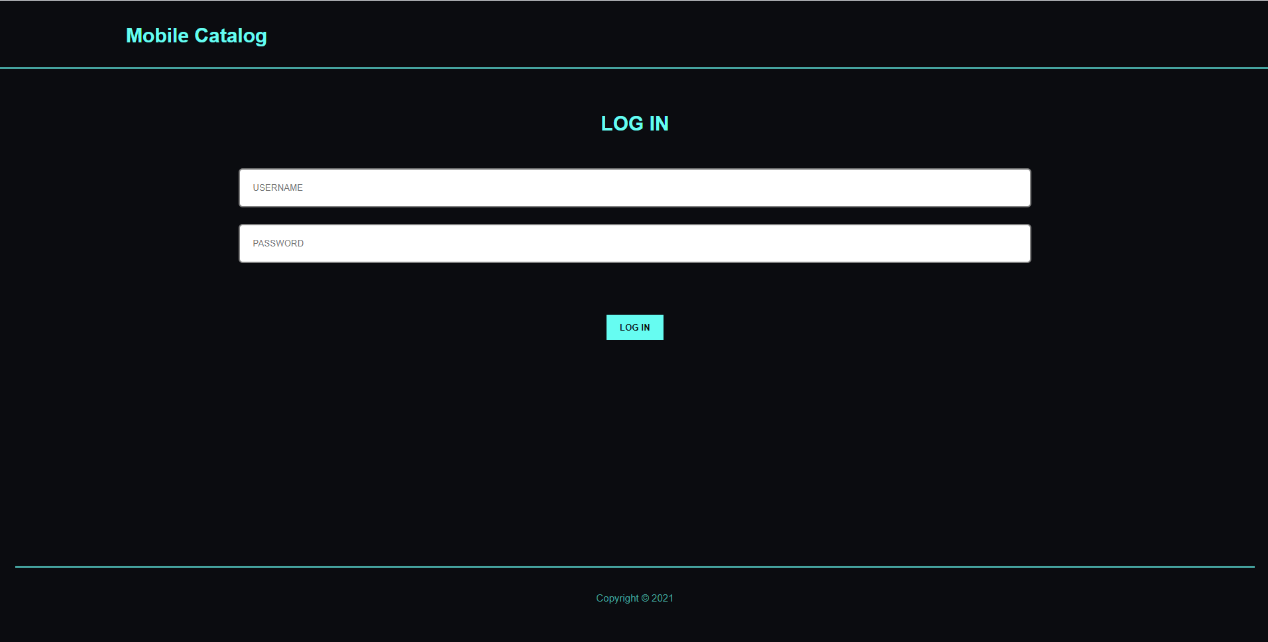 Mobile Catalog
LOG IN
USERNAME
PASSWORD
LOG IN
Copyright © 2021